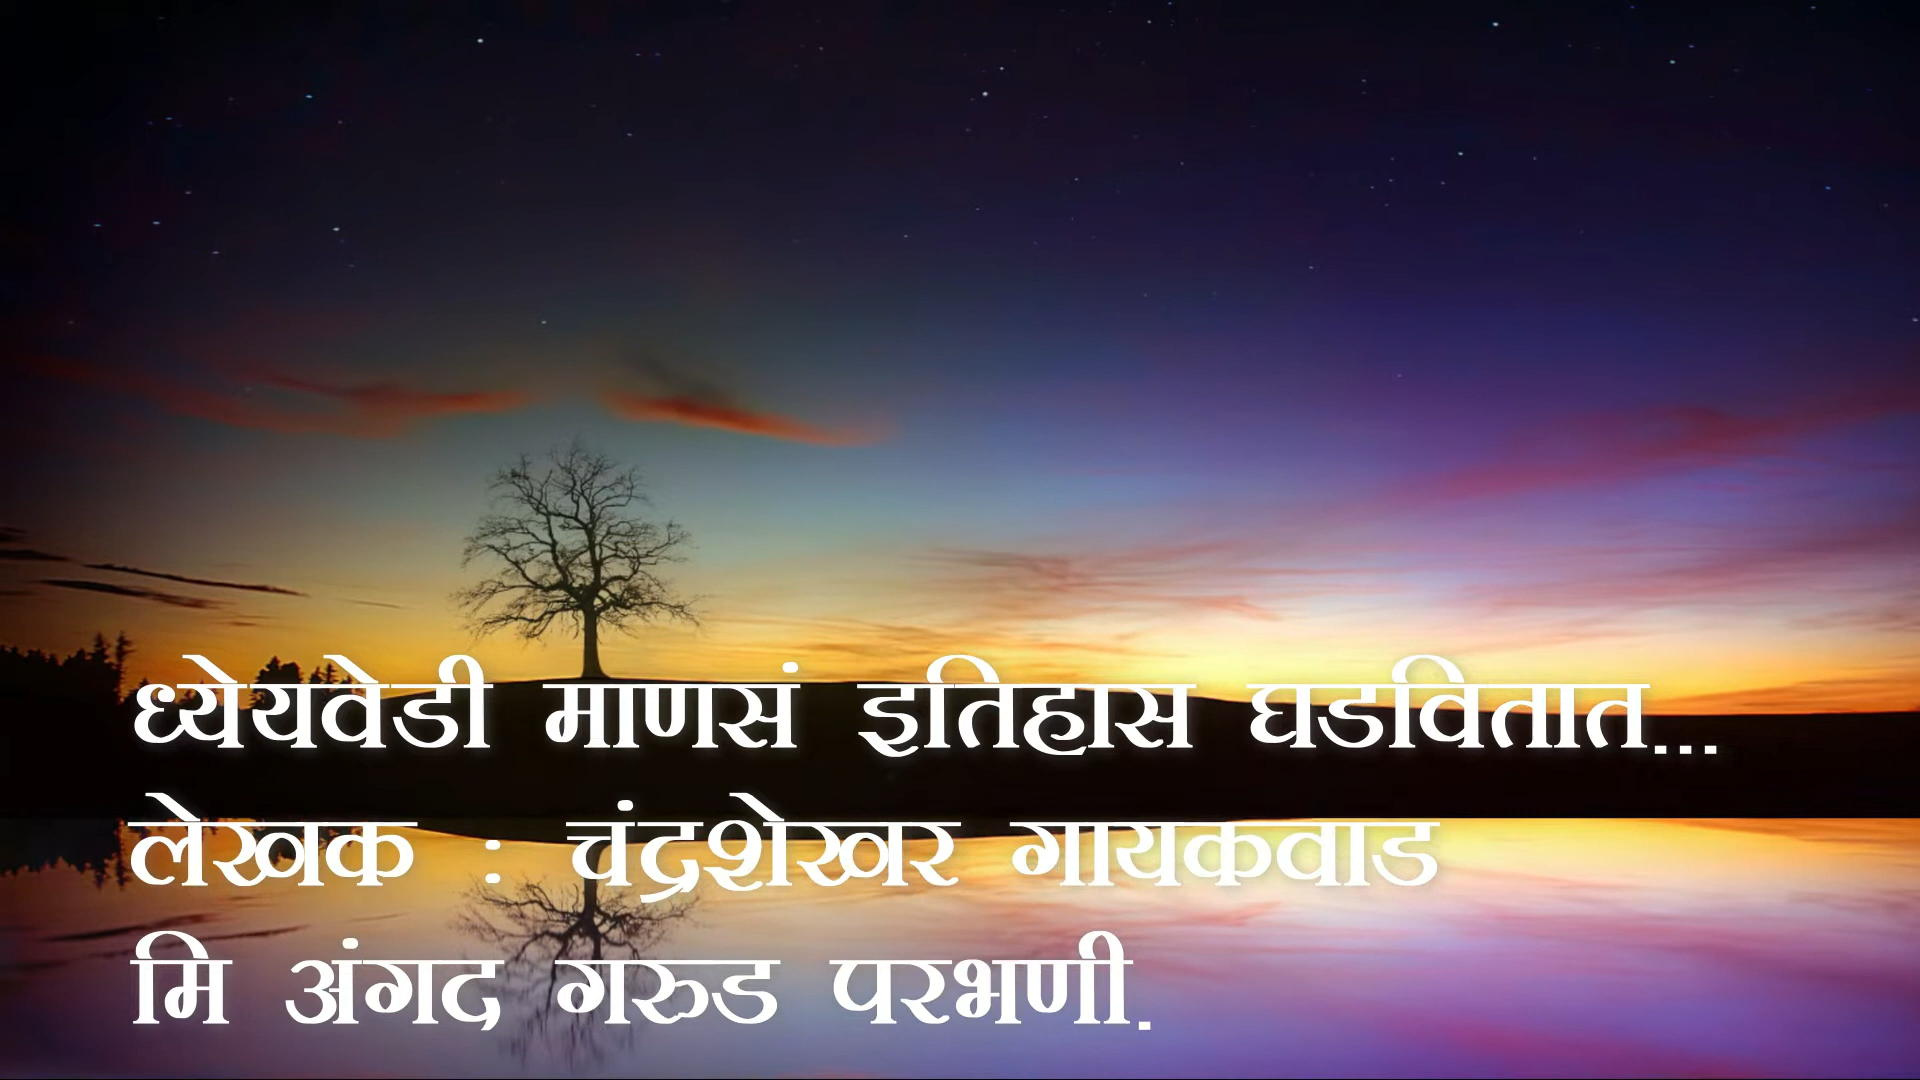 ध्येयवेडी माणसं इतिहास घडवितात...
लेखक : चंद्रशेखर गायकवाड
मि अंगद गरुड परभणी.